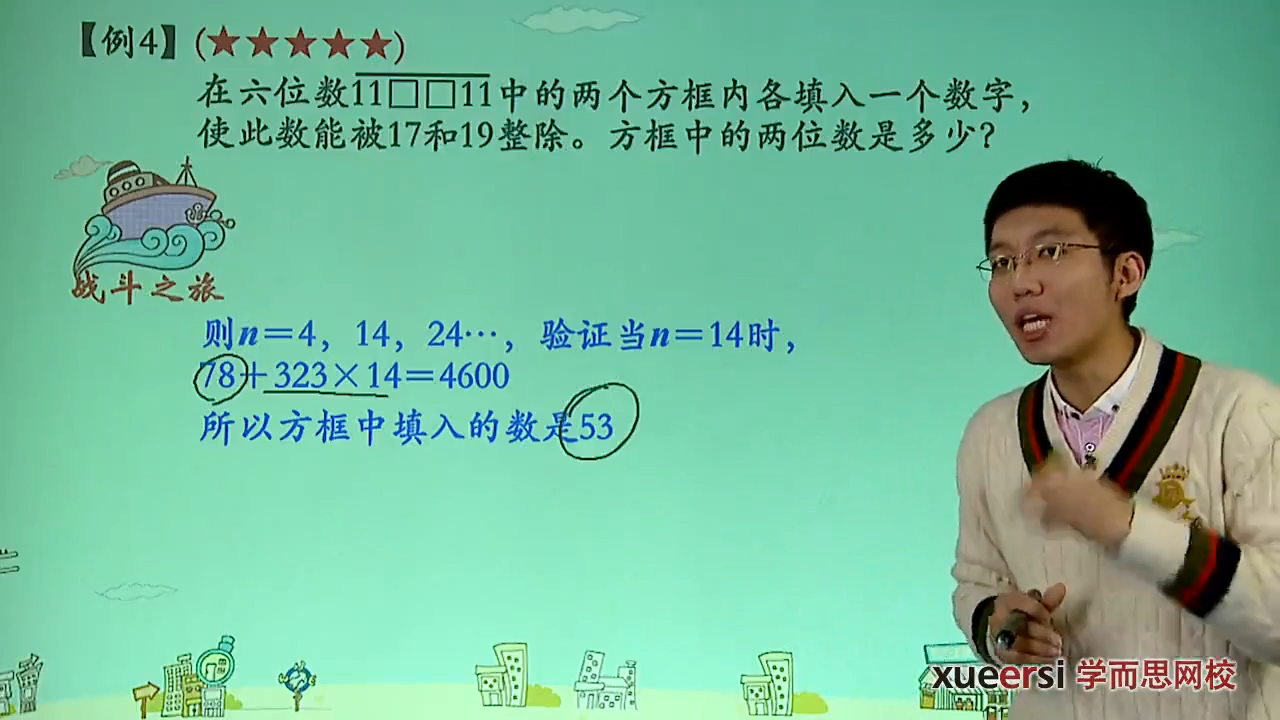 【例4】(★★★★★)
在六位数11□□11中的两个方框内各填入一个数字，
使此数能被17和19整除。方框中的两位数是多少？
战斗之旅
则n＝4，14，24…，验证当n＝14时，
78＋323×14＝4600
所以方框中填入的数是53
xueersi 学而思网校